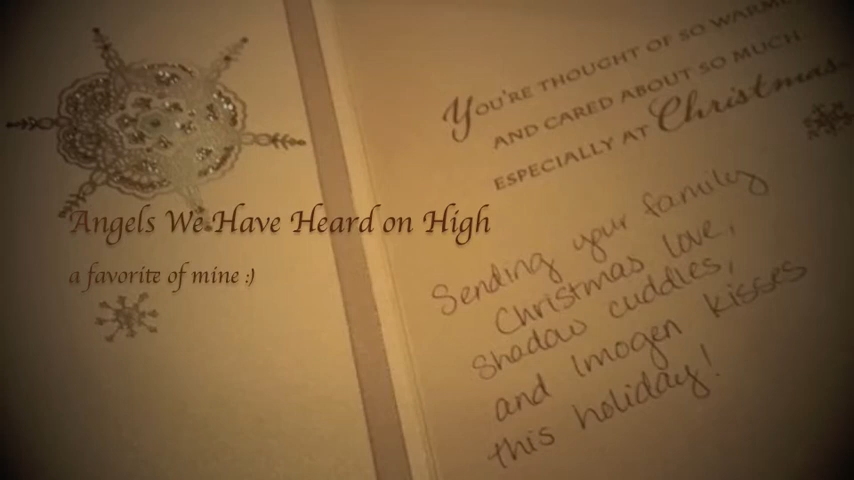 Angels We Have Heard on High
a favorite of mine :)
You're thought of so warmly
and cared about so much
especially at Christmas
Sending your family
Christmas love,
Shadow cuddles,
and Imogen kisses
this holiday!